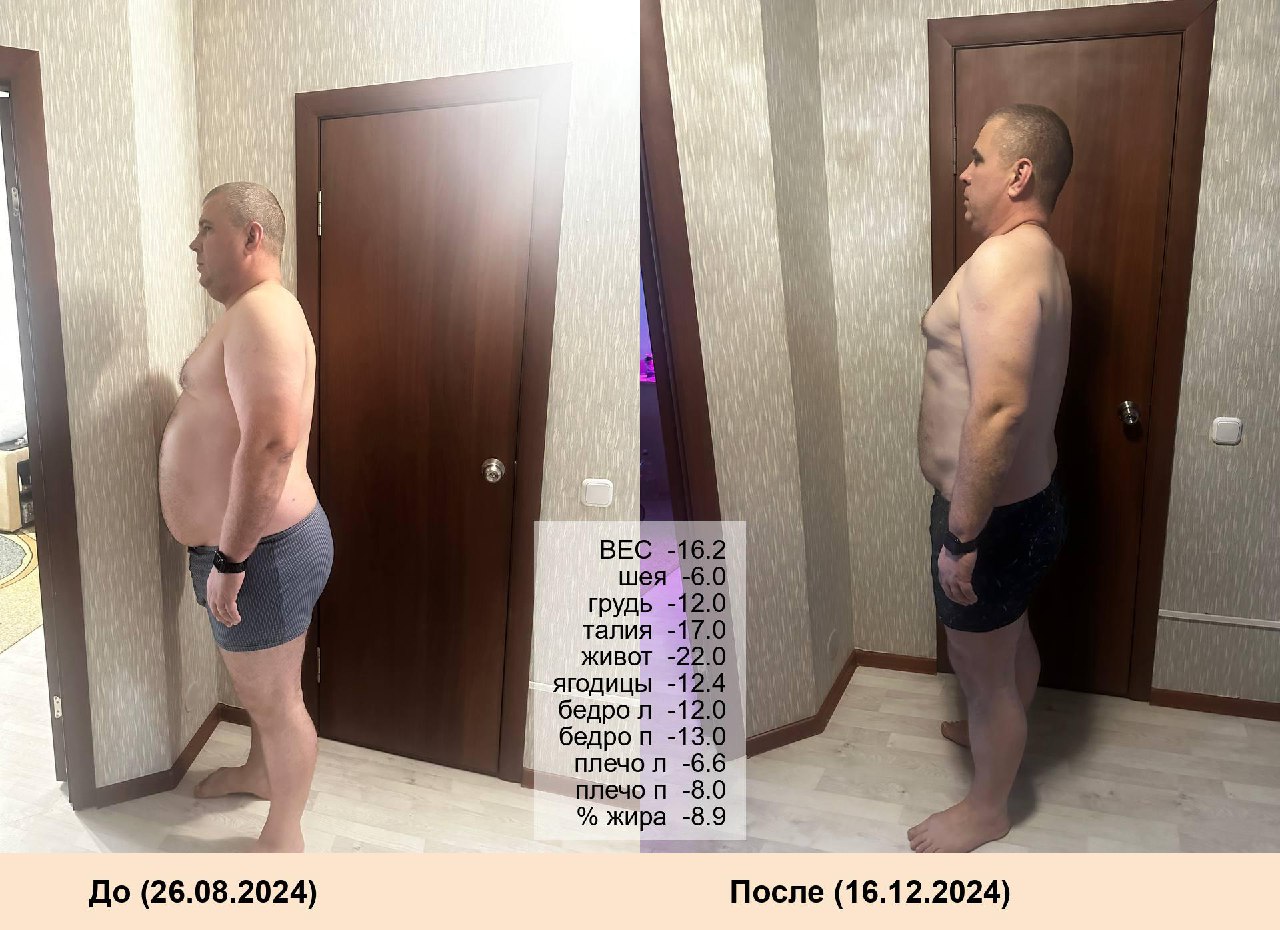 ВЕС -16.2
шея -6.0
грудь -12.0
талия -17.0
живот -22.0
ягодицы -12.4
бедро л -12.0
бедро п -13.0
плечо л -6.6
плечо п -8.0
% жира -8.9
До (26.08.2024)
После (16.12.2024)